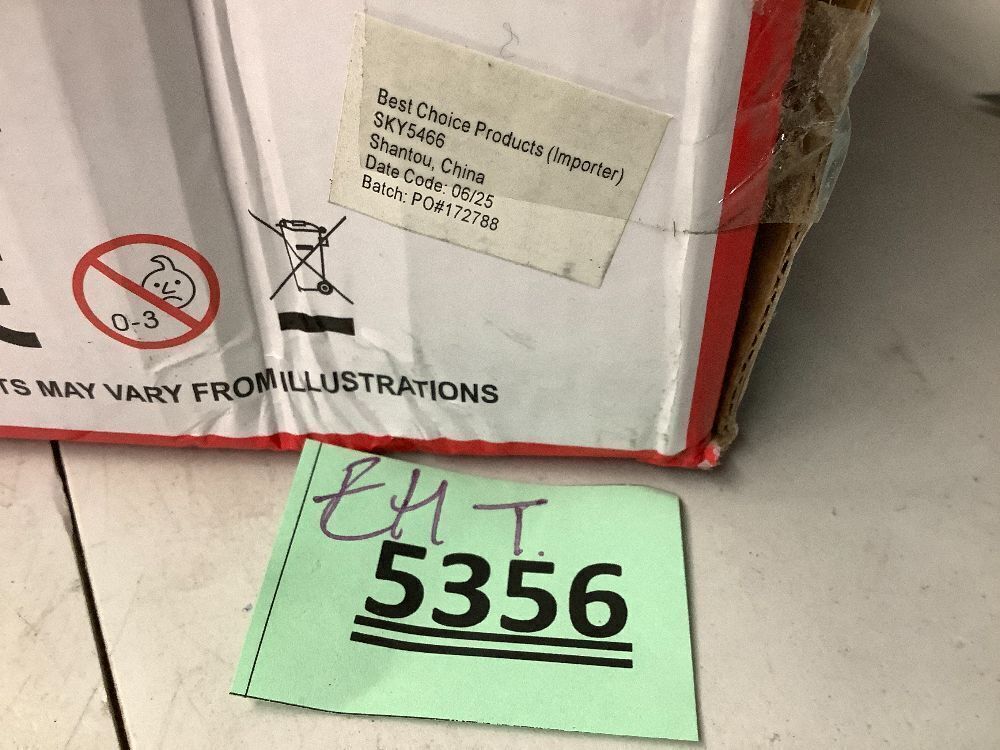 Best Choice Products (Importer)
SKY5466
Shantou, China
Date Code: 06/25
Batch: PO#172788
0-3
TS MAY VARY FROM ILLUSTRATIONS
T.
5356